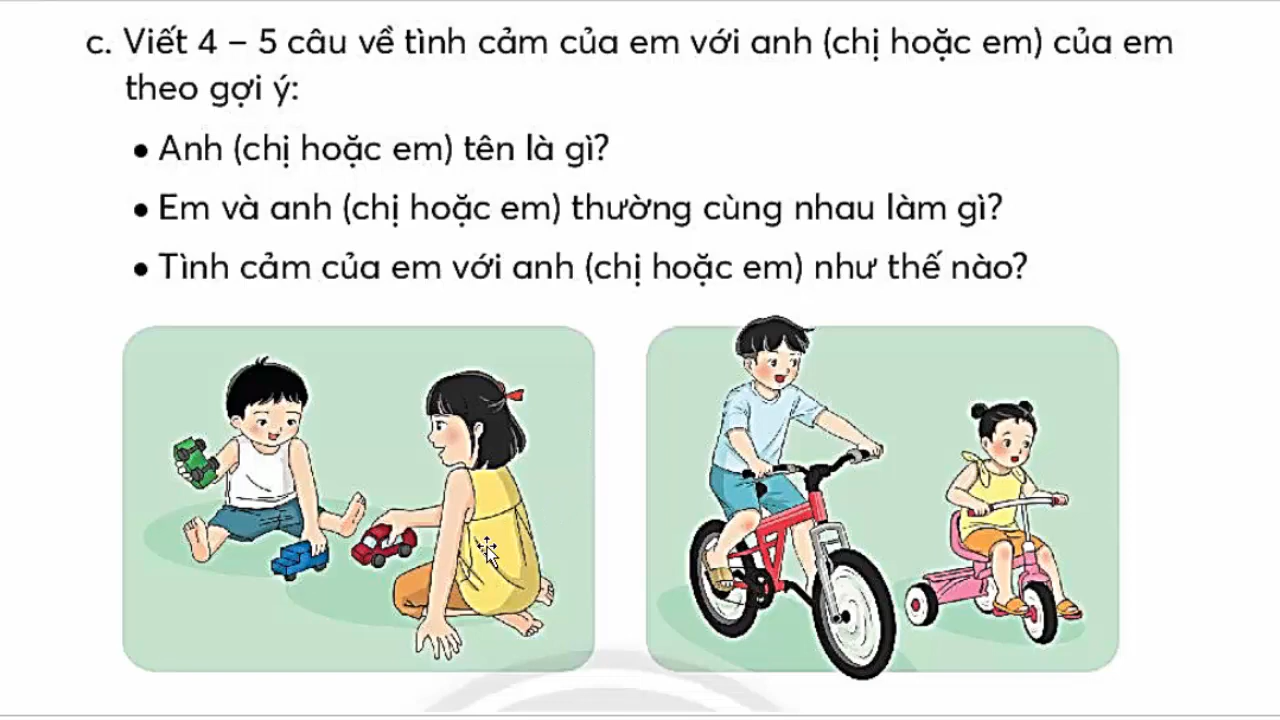 c. Viết 4 – 5 câu về tình cảm của em với anh (chị hoặc em) của em
theo gợi ý:
• Anh (chị hoặc em) tên là gì?
• Em và anh (chị hoặc em) thường cùng nhau làm gì?
• Tình cảm của em với anh (chị hoặc em) như thế nào?